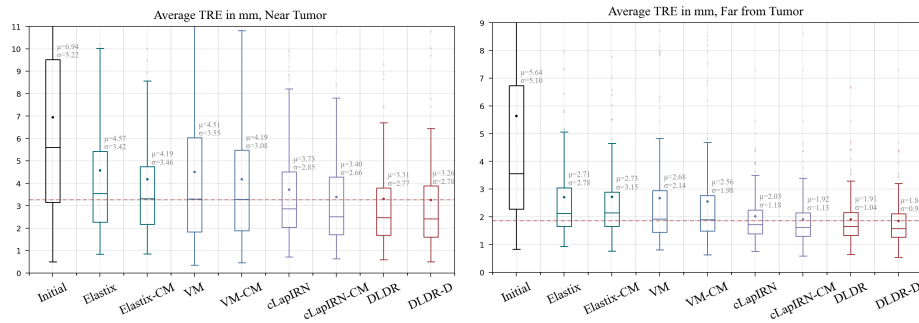 Average TRE in mm, Near Tumor
11
10
9
8
7
6
5
4
3
2
1
0
μ=6.94
σ=5.22
μ=4.57
σ=3.42
μ=4.19
σ=3.46
μ=4.51
σ=3.55
μ=4.19
σ=3.08
μ=3.73
σ=2.85
μ=3.40
σ=2.66
μ=3.31
σ=2.77
μ=3.26
σ=2.78
Initial
Elastix
Elastix-CM
VM
VM-CM
cLapIRN
cLapIRN-CM
DLDR
DLDR-D
Average TRE in mm, Far from Tumor
9
8
7
6
5
4
3
2
1
0
μ=5.64
σ=5.10
μ=2.71
σ=2.78
μ=2.73
σ=3.15
μ=2.68
σ=2.14
μ=2.56
σ=1.98
μ=2.03
σ=1.18
μ=1.92
σ=1.13
μ=1.91
σ=1.04
μ=1.8
σ=0.9
Initial
Elastix
Elastix-CM
VM
VM-CM
cLapIRN
cLapIRN-CM
DLDR
DLDR-D